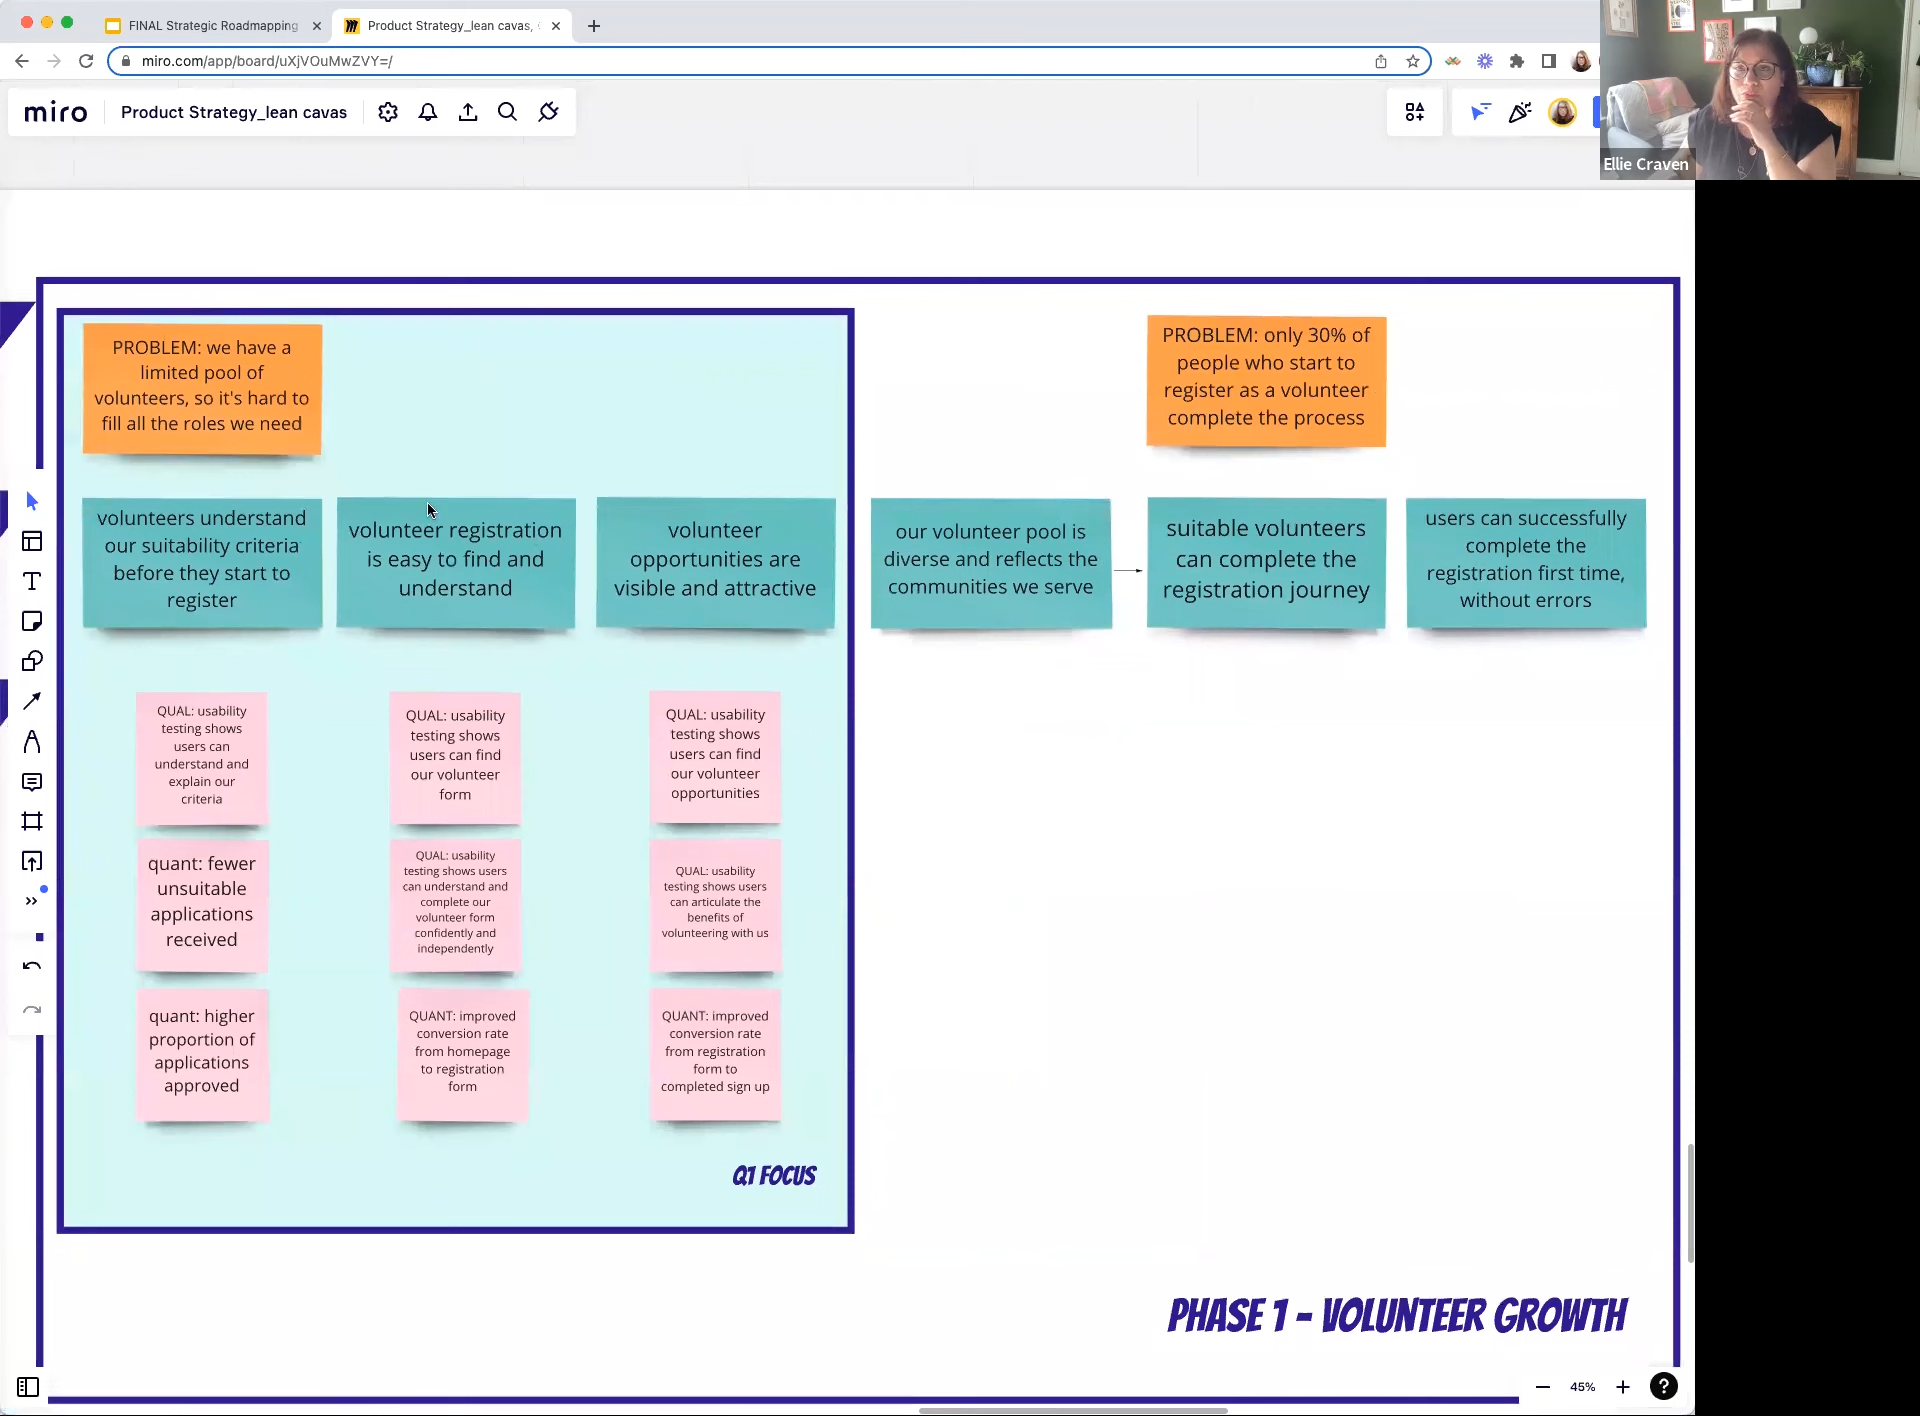 FINAL Strategic Roadmapping
Product Strategy_lean cavas,
miro.com/app/board/uXjVOuMwZVY=/
miro
Product Strategy_lean cavas
Ellie Craven
PROBLEM: we have a
limited pool of
volunteers, so it's hard to
fill all the roles we need
PROBLEM: only 30% of
people who start to
register as a volunteer
complete the process
volunteers understand
our suitability criteria
before they start to
register
volunteer registration
is easy to find and
understand
volunteer
opportunities are
visible and attractive
our volunteer pool is
diverse and reflects the
communities we serve
suitable volunteers
can complete the
registration journey
users can successfully
complete the
registration first time,
without errors
QUAL: usability
testing shows
users can
understand and
explain our
criteria
QUAL: usability
testing shows
users can find
our volunteer
form
QUAL: usability
testing shows
users can find
our volunteer
opportunities
quant: fewer
unsuitable
applications
received
QUAL: usability
testing shows users
can understand and
complete our
volunteer form
confidently and
independently
QUAL: usability
testing shows users
can articulate the
benefits of
volunteering with us
quant: higher
proportion of
applications
approved
QUANT: improved
conversion rate
from homepage
to registration
form
QUANT: improved
conversion rate
from registration
form to
completed sign up
Q1 FOCUS
PHASE 1 - VOLUNTEER GROWTH
45%